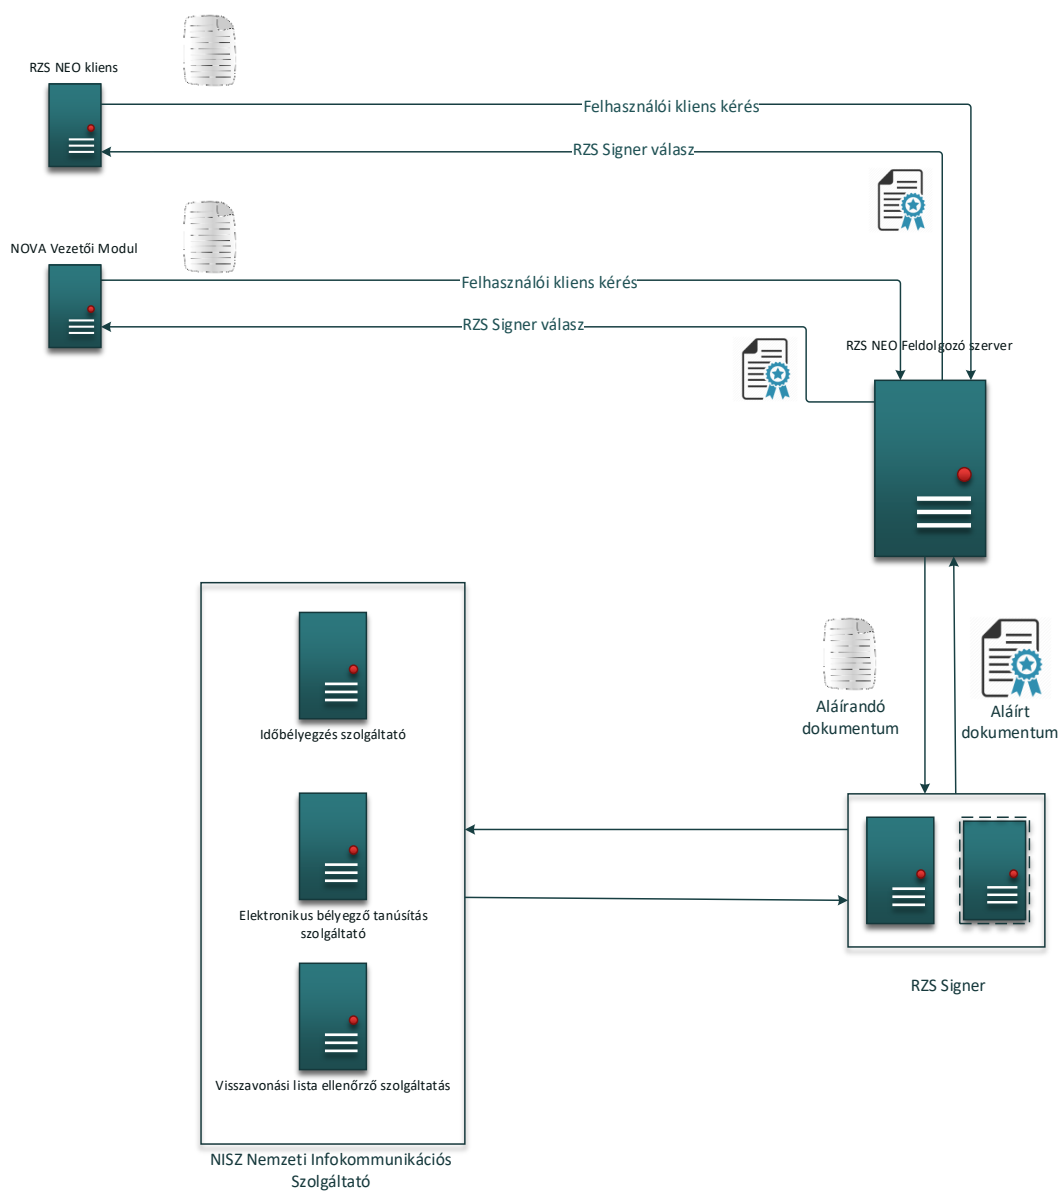 RZS NEO kliens
Felhasználói kliens kérés
RZS Signer válasz
NOVA Vezetői Modul
Felhasználói kliens kérés
RZS Signer válasz
RZS NEO Feldolgozó szerver
Aláírandó
dokumentum
Aláírt
dokumentum
Időbélyegzés szolgáltató
Elektronikus bélyegző tanúsítás
szolgáltató
RZS Signer
Visszavonási lista ellenőrző szolgáltatás
NISZ Nemzeti Infokommunikációs
Szolgáltató